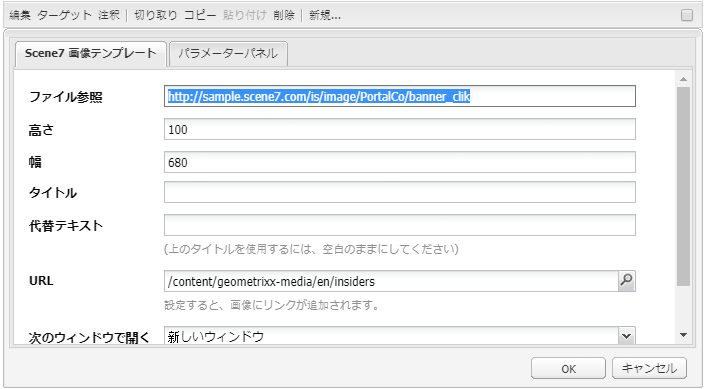 編集 ターゲット 注釈 | 切り取り コピー 貼り付け 削除 | 新規...
Scene7 画像テンプレート パラメーターパネル
ファイル参照 http://sample.scene7.com/is/image/PortalCo/banner_clik
高さ 100
幅 680
タイトル
代替テキスト
(上のタイトルを使用するには、空白のままにしてください)
URL /content/geometrixx-media/en/insiders
設定すると、画像にリンクが追加されます。
次のウィンドウで開く 新しいウィンドウ
OK キャンセル